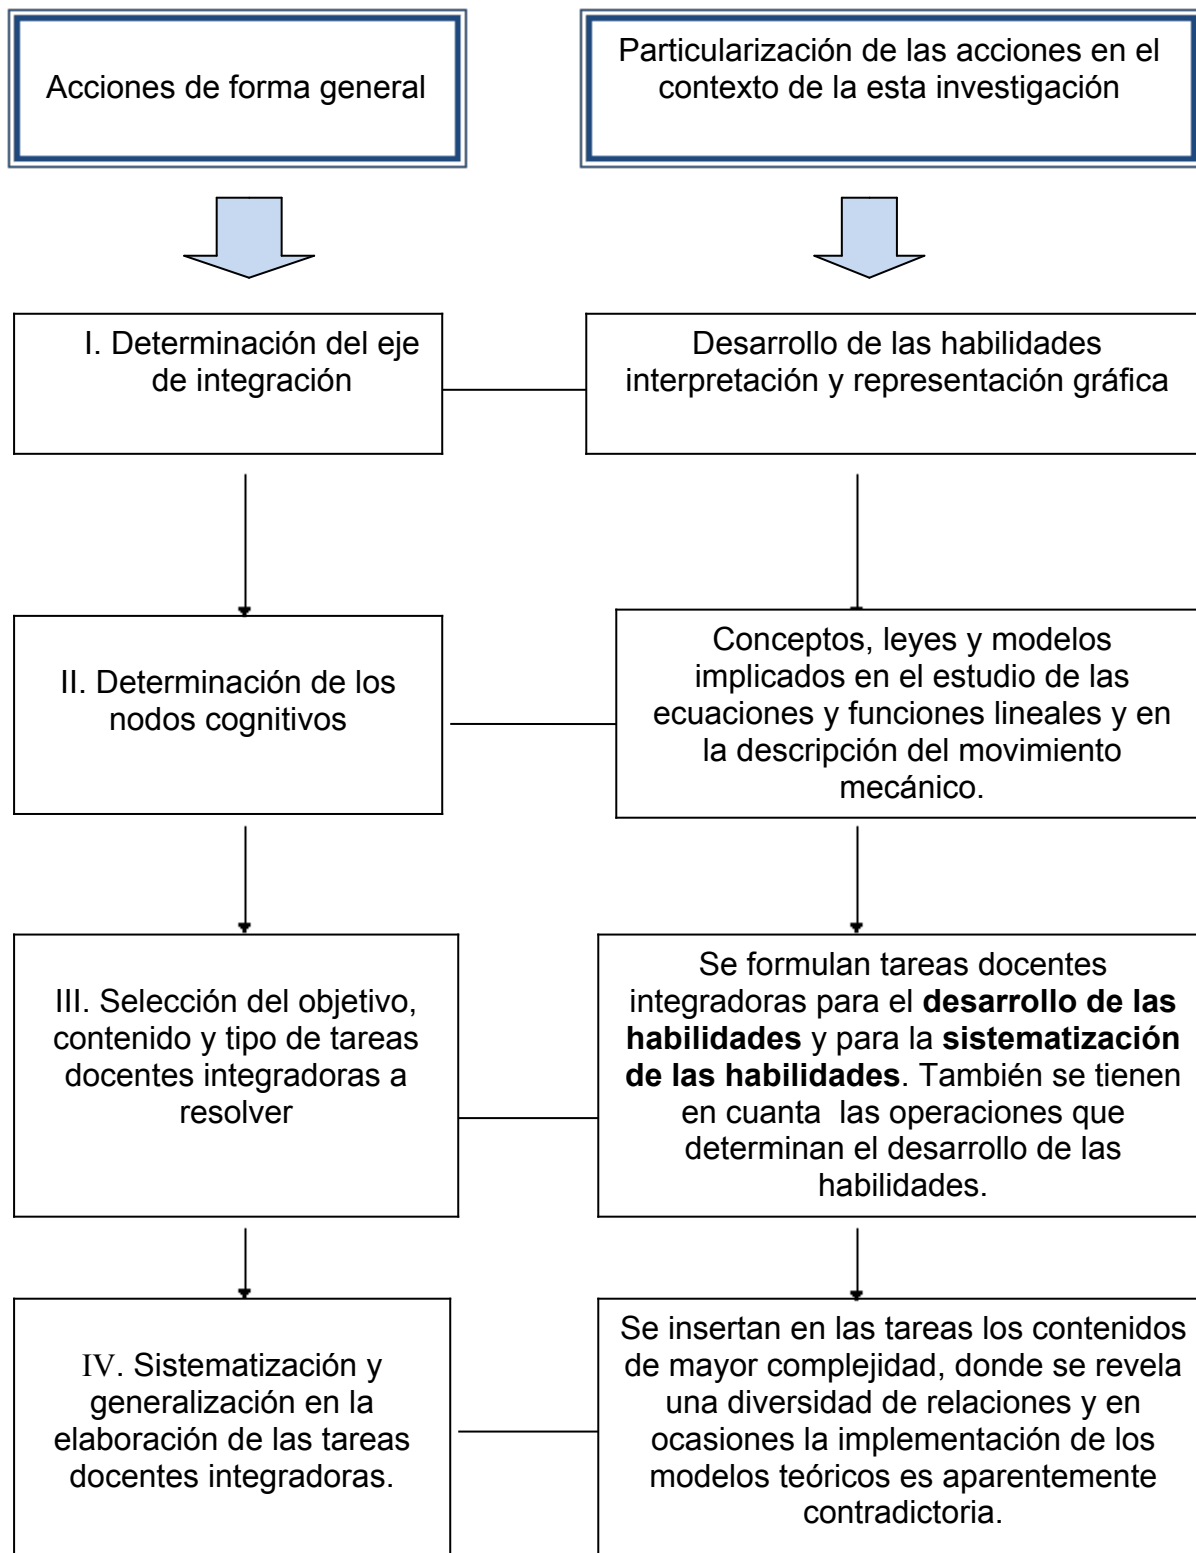 Acciones de forma general
Particularización de las acciones en el
contexto de la esta investigación
I. Determinación del eje
de integración
Desarrollo de las habilidades
interpretación y representación gráfica
II. Determinación de los
nodos cognitivos
Conceptos, leyes y modelos
implicados en el estudio de las
ecuaciones y funciones lineales y en
la descripción del movimiento
mecánico.
III. Selección del objetivo,
contenido y tipo de tareas
docentes integradoras a
resolver
Se formulan tareas docentes
integradoras para el desarrollo de las
habilidades y para la sistematización
de las habilidades. También se tienen
en cuanta las operaciones que
determinan el desarrollo de las
habilidades.
IV. Sistematización y
generalización en la
elaboración de las tareas
docentes integradoras.
Se insertan en las tareas los contenidos
de mayor complejidad, donde se revela
una diversidad de relaciones y en
ocasiones la implementación de los
modelos teóricos es aparentemente
contradictoria.